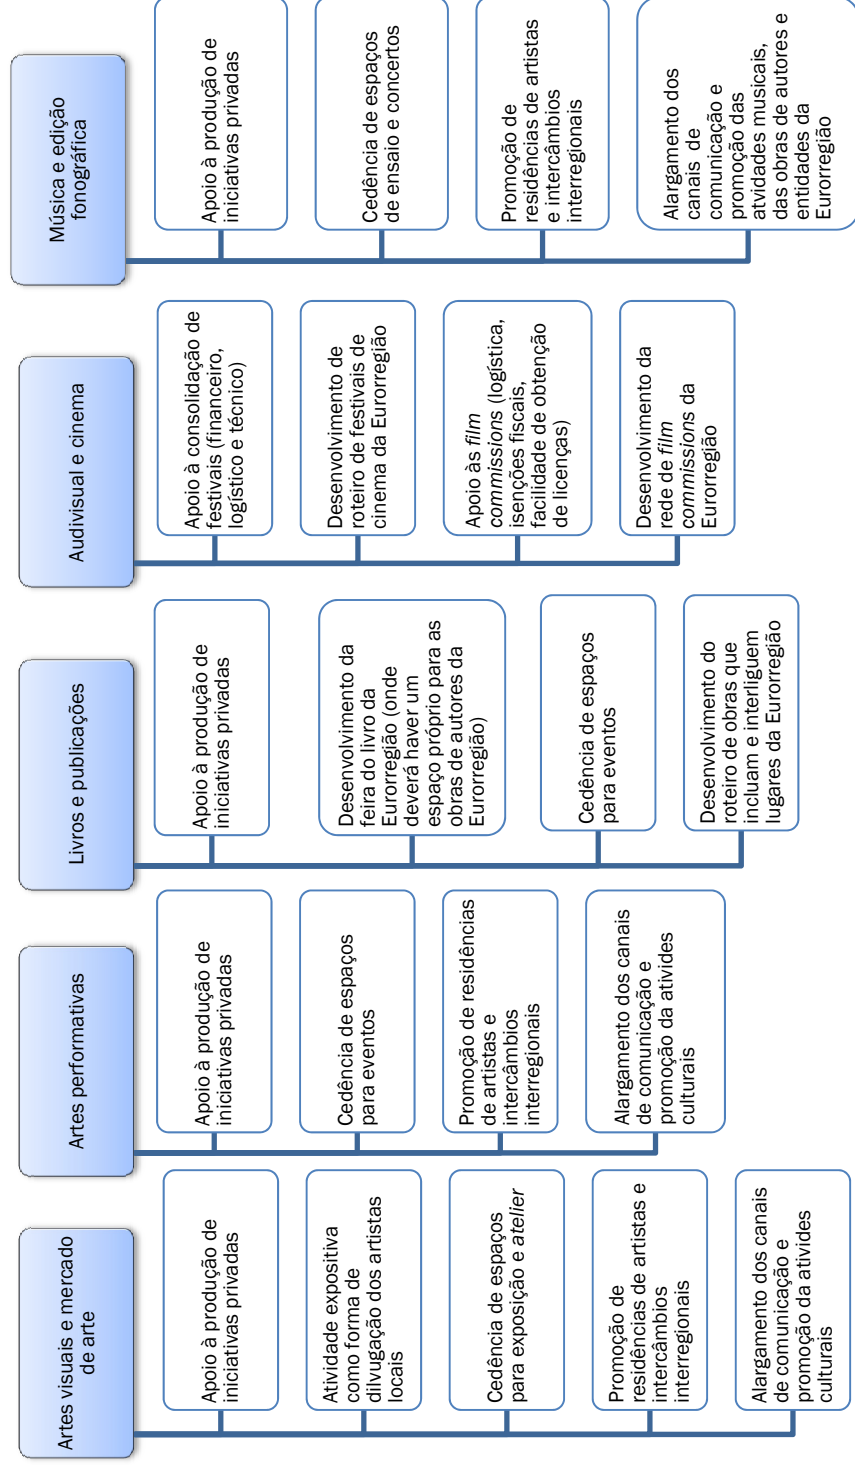 Artes visuais e mercado
de arte
Apoio à produção de
iniciativas privadas
Atividade expositiva
como forma de
dilvugação dos artistas
locais
Cedência de espaços
para exposição e atelier
Promoção de
residências de artistas e
intercâmbios
interregionais
Alargamento dos canais
de comunicação e
promoção da ativides
culturais
Artes performativas
Apoio à produção de
iniciativas privadas
Cedência de espaços
para eventos
Promoção de residências
de artistas e
intercâmbios
interregionais
Alargamento dos canais
de comunicação e
promoção da ativides
culturais
Livros e publicações
Apoio à produção de
iniciativas privadas
Desenvolvimento da
feira do livro da
Eurorregião (onde
deverá haver um
espaço próprio para as
obras de autores da
Eurorregião)
Cedência de espaços
para eventos
Desenvolvimento do
roteiro de obras que
incluam e interliguem
lugares da Eurorregião
Audivisual e cinema
Apoio à consolidação de
festivais (financeiro,
logístico e técnico)
Desenvolvimento de
roteiro de festivais de
cinema da Eurorregião
Apoio às film
commissions (logística,
isenções fiscais,
facilidade de obtenção
de licenças)
Desenvolvimento da
rede de film
commissions da
Eurorregião
Música e edição
fonográfica
Apoio à produção de
iniciativas privadas
Cedência de espaços
de ensaio e concertos
Promoção de
residências de artistas
e intercâmbios
interregionais
Alargamento dos
canais de
comunicação e
promoção das
atvidades musicais,
das obras de autores e
entidades da
Eurorregião